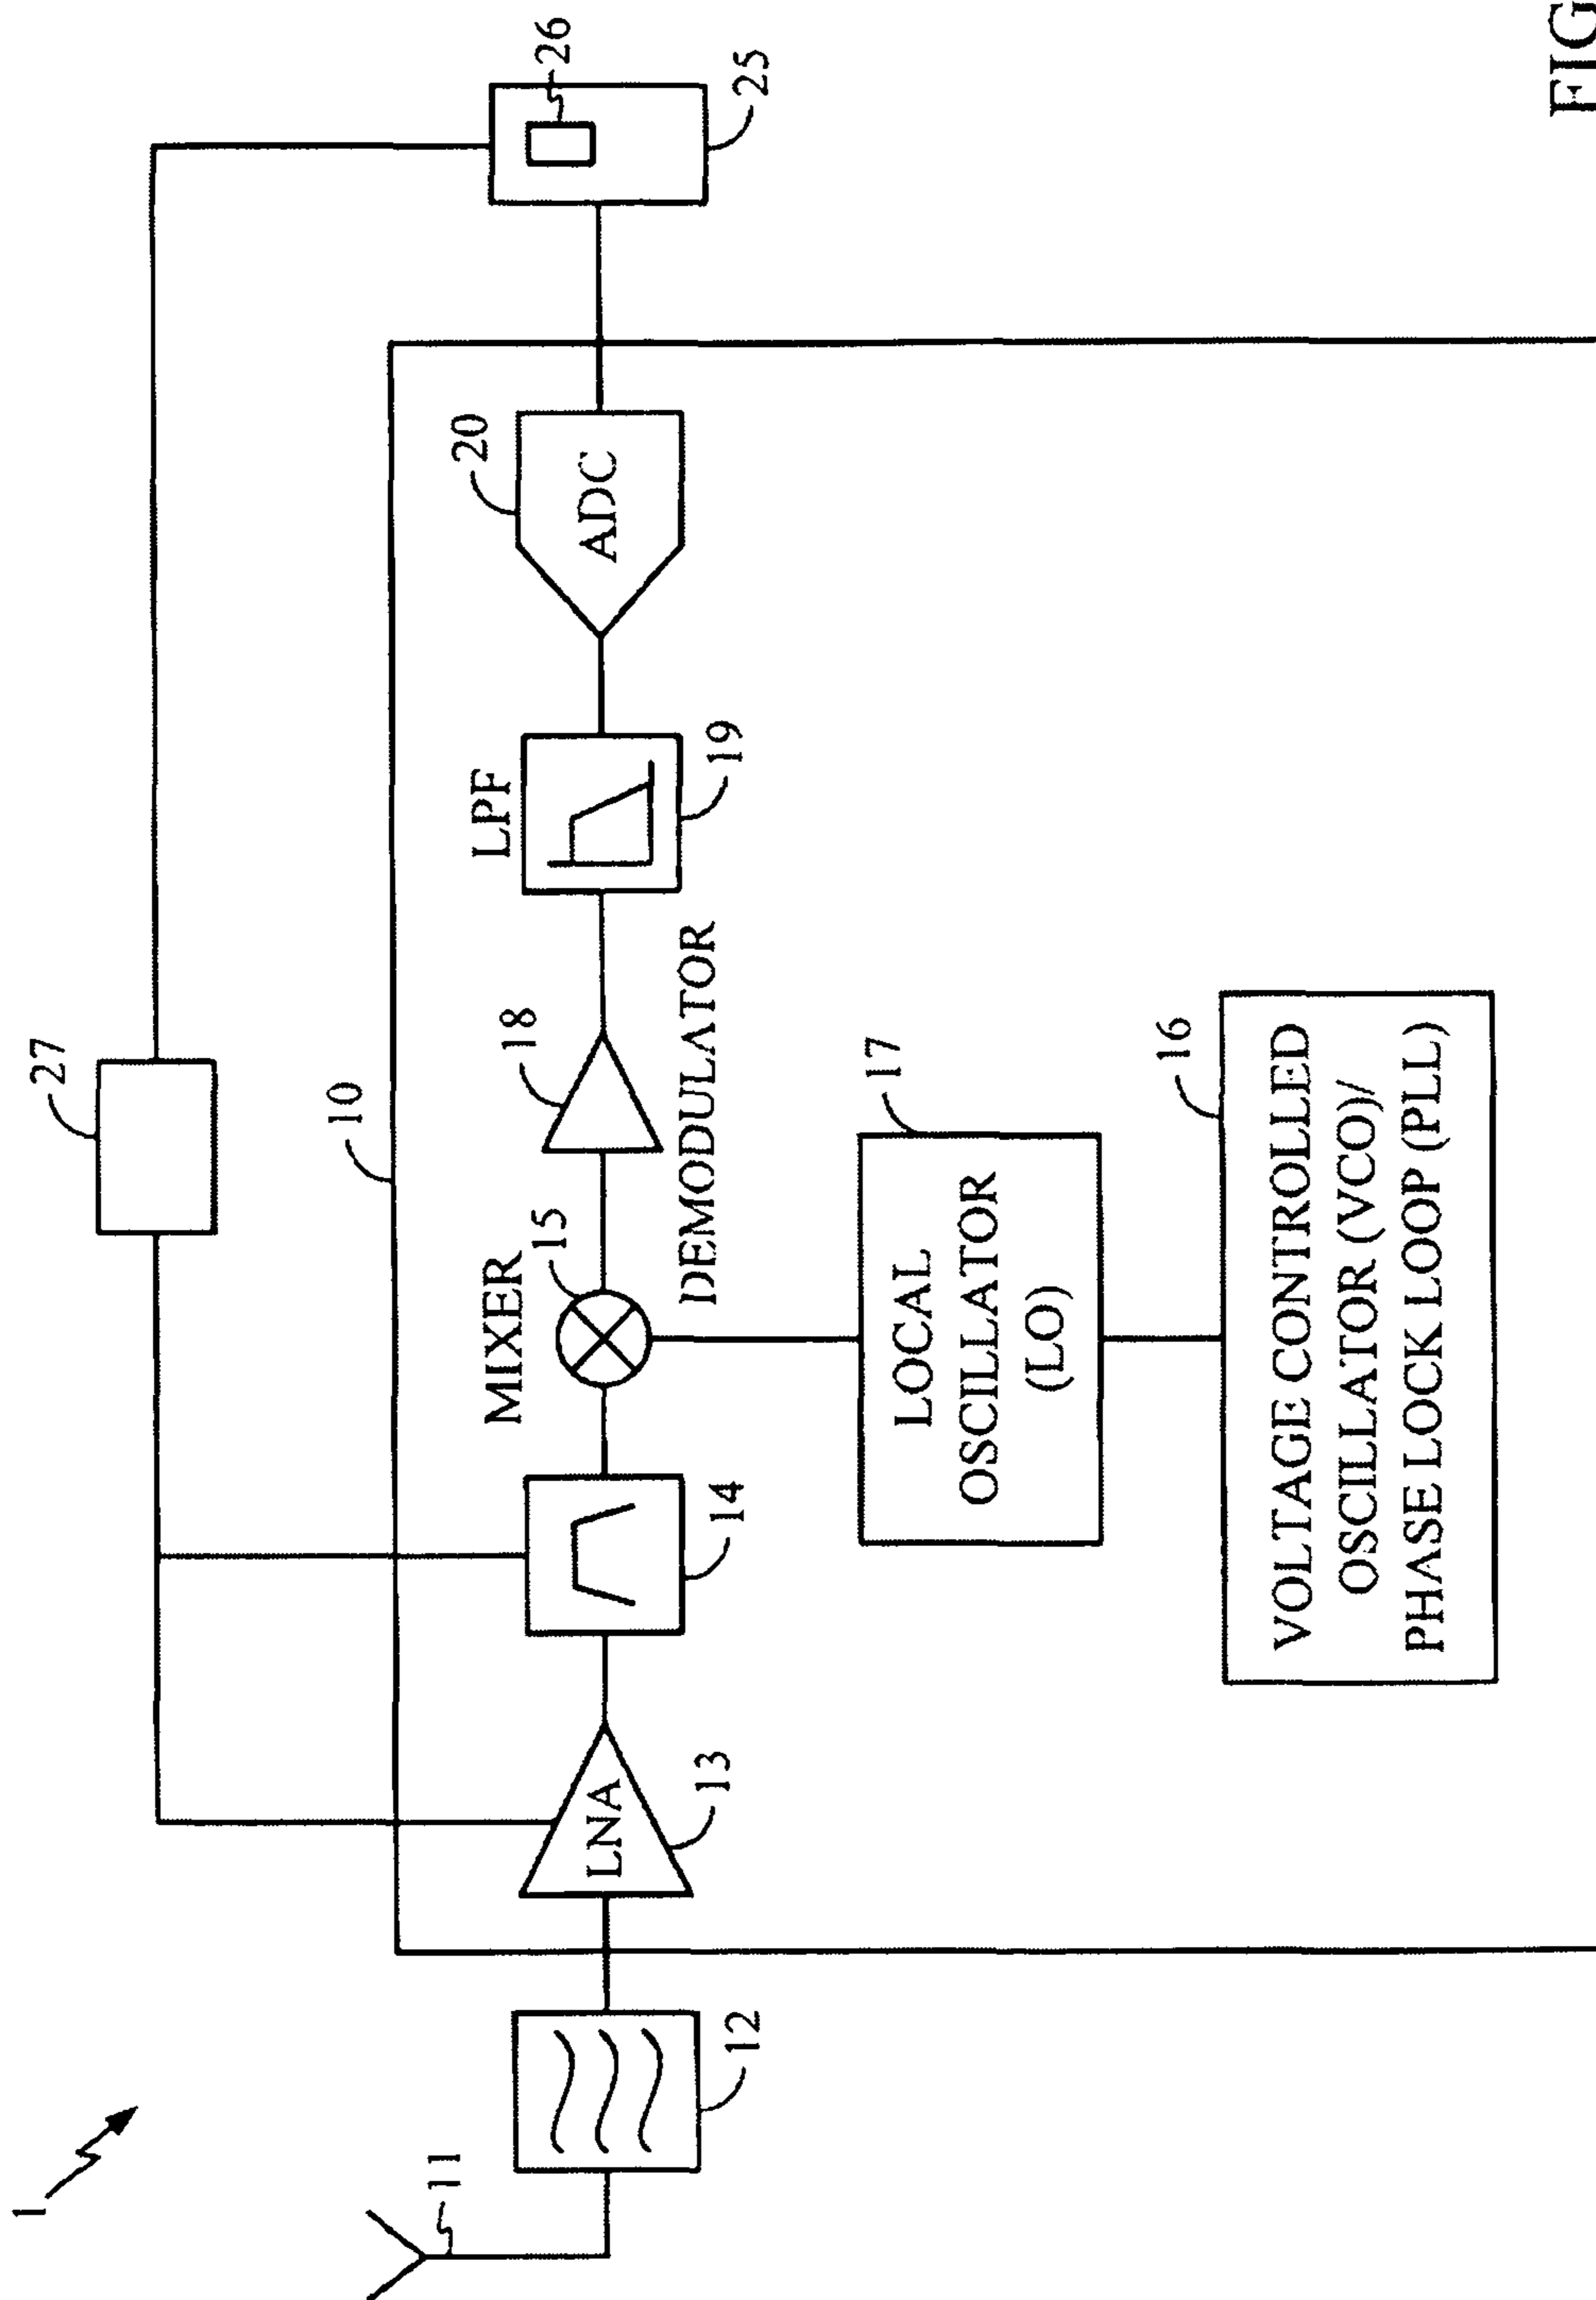 1
27
10
11
12
LNA
13
14
MIXER
15
18
DEMODULATOR
LPF
19
20
ADC
26
25
LOCAL
OSCILLATOR
(LO)
17
16
VOLTAGE CONTROLLED
OSCILLATOR (VCO)/
PHASE LOCK LOOP (PLL)
FIG